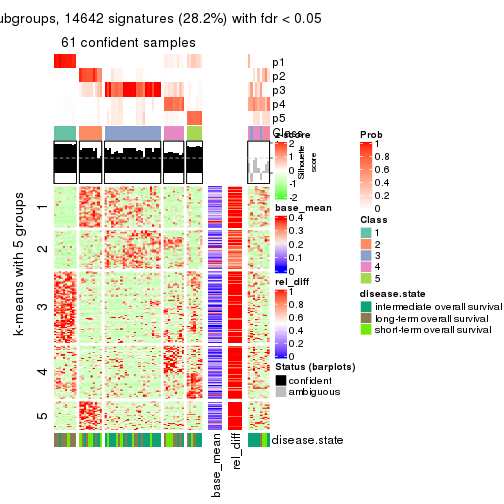 ubgroups, 14642 signatures (28.2%) with fdr < 0.05
61 confident samples
p1
p2
p3
p4
p5
Class
z-score
2
1
0
-1
-2
Silhouette
score
Prob
1
0.8
0.6
0.4
0.2
0
k-means with 5 groups
1
2
3
4
5
base_mean
0.4
0.3
0.2
0.1
0
Class
1
2
3
4
5
rel_diff
1
0.8
0.6
0.4
0.2
0
disease.state
intermediate overall survival
long-term overall survival
short-term overall survival
Status (barplots)
confident
ambiguous
disease.state
base_mean
rel_diff